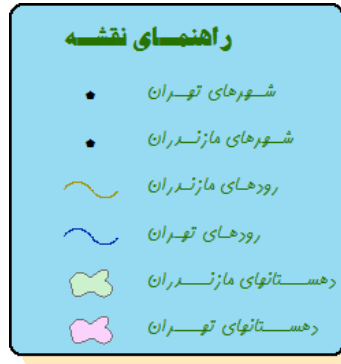 راهنمای نقشه
شهرهای تهران
شهرهای مازندران
رودهای مازندران
رودهای تهران
دهستانهای مازندران
دهستانهای تهران